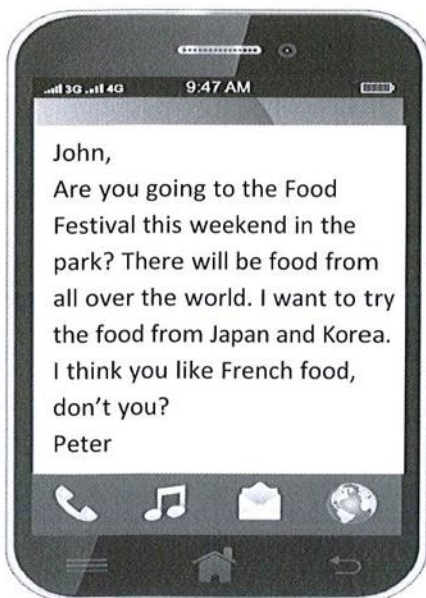 3G 4G 9:47 AM
John,
Are you going to the Food
Festival this weekend in the
park? There will be food from
all over the world. I want to try
the food from Japan and Korea.
I think you like French food,
don't you?
Peter